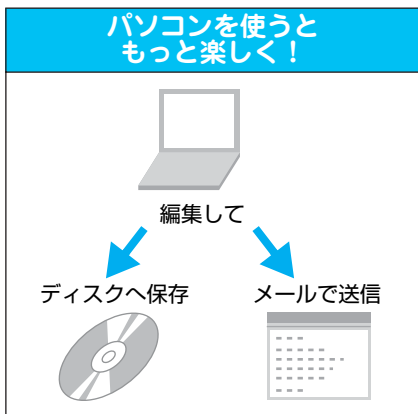 パソコンを使うと
もっと楽しく！
編集して
ディスクへ保存
メールで送信